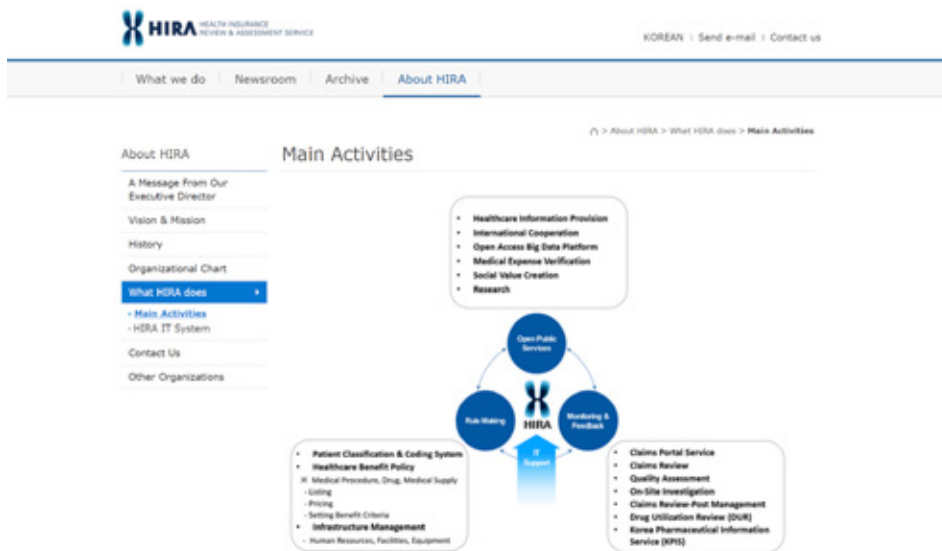 HIRA HEALTH INSURANCE
REVIEW & ASSESSMENT SERVICE
KOREAN | Send e-mail | Contact us
What we do | Newsroom | Archive | About HIRA
> About HIRA > What HIRA does > Main Activities
About HIRA
A Message From Our
Executive Director
Vision & Mission
History
Organizational Chart
What HIRA does
- Main Activities
- HIRA IT System
Contact Us
Other Organizations
Main Activities
• Healthcare Information Provision
• International Cooperation
• Open Access Big Data Platform
• Medical Expense Verification
• Social Value Creation
• Research
Open Public
Services
Rule Making
HIRA
Monitoring &
Feedback
IT
Support
• Patient Classification & Coding System
• Healthcare Benefit Policy
※ Medical Procedure, Drug, Medical Supply
- Listing
- Pricing
- Setting Benefit Criteria
• Infrastructure Management
- Human Resources, Facilities, Equipment
• Claims Portal Service
• Claims Review
• Quality Assessment
• On-Site Investigation
• Claims Review-Post Management
• Drug Utilization Review (DUR)
• Korea Pharmaceutical Information
Service (KPIS)